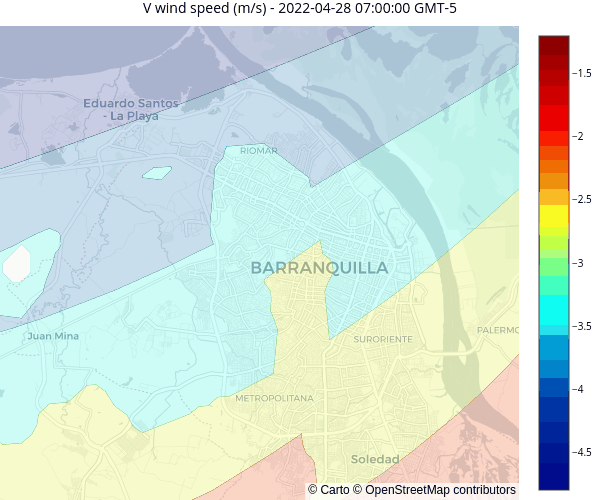 V wind speed (m/s) - 2022-04-28 07:00:00 GMT-5
−1.5
Eduardo Santos
- La Playa
−2
RIOMAR
−2.5
BARRANQUILLA
−3
−3.5
Juan Mina
SURORIENTE
PALERMO
−4
METROPOLITANA
−4.5
Soledad
© Carto © OpenStreetMap contributors